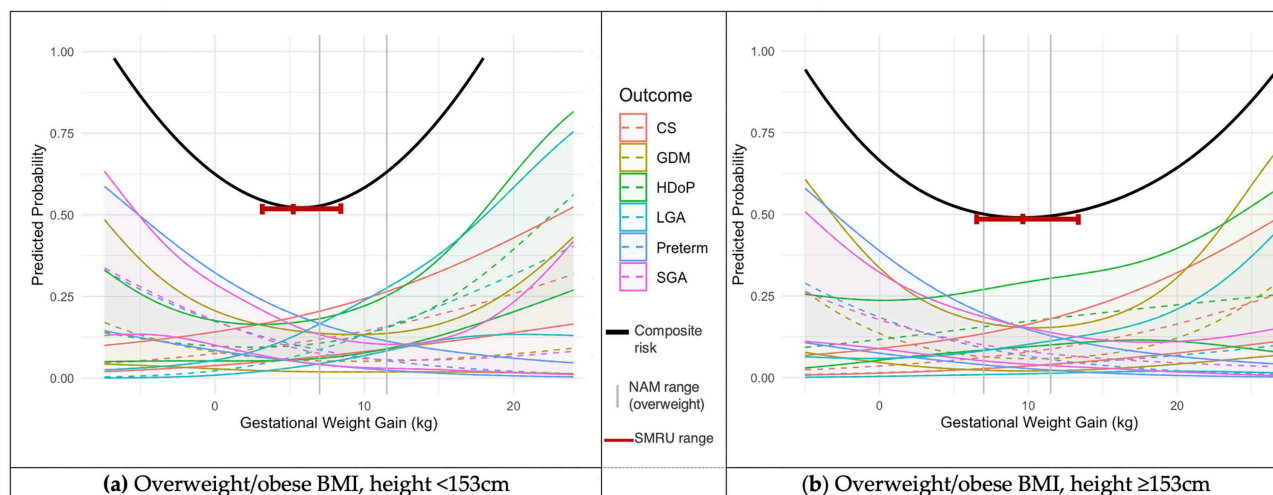 1.00
0.75
0.50
0.25
0.00
Predicted Probability
0
10
20
Gestational Weight Gain (kg)
Outcome
CS
GDM
HDoP
LGA
Preterm
SGA
Composite
risk
NAM range
(overweight)
SMRU range
1.00
0.75
0.50
0.25
0.00
Predicted Probability
0
10
20
Gestational Weight Gain (kg)
(a) Overweight/obese BMI, height <153cm
(b) Overweight/obese BMI, height ≥153cm